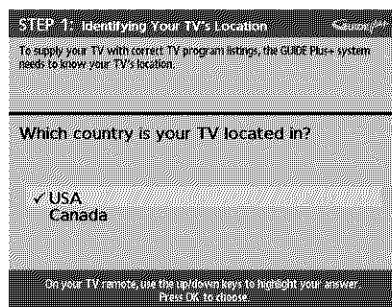 STEP 1: Identifying Your TV's Location
GUIDE Plus+
To supply your TV with correct TV program listings, the GUIDE Plus+ system
needs to know your TV's location.
Which country is your TV located in?
✓ USA
Canada
On your TV remote, use the up/down keys to highlight your answer.
Press OK to choose.